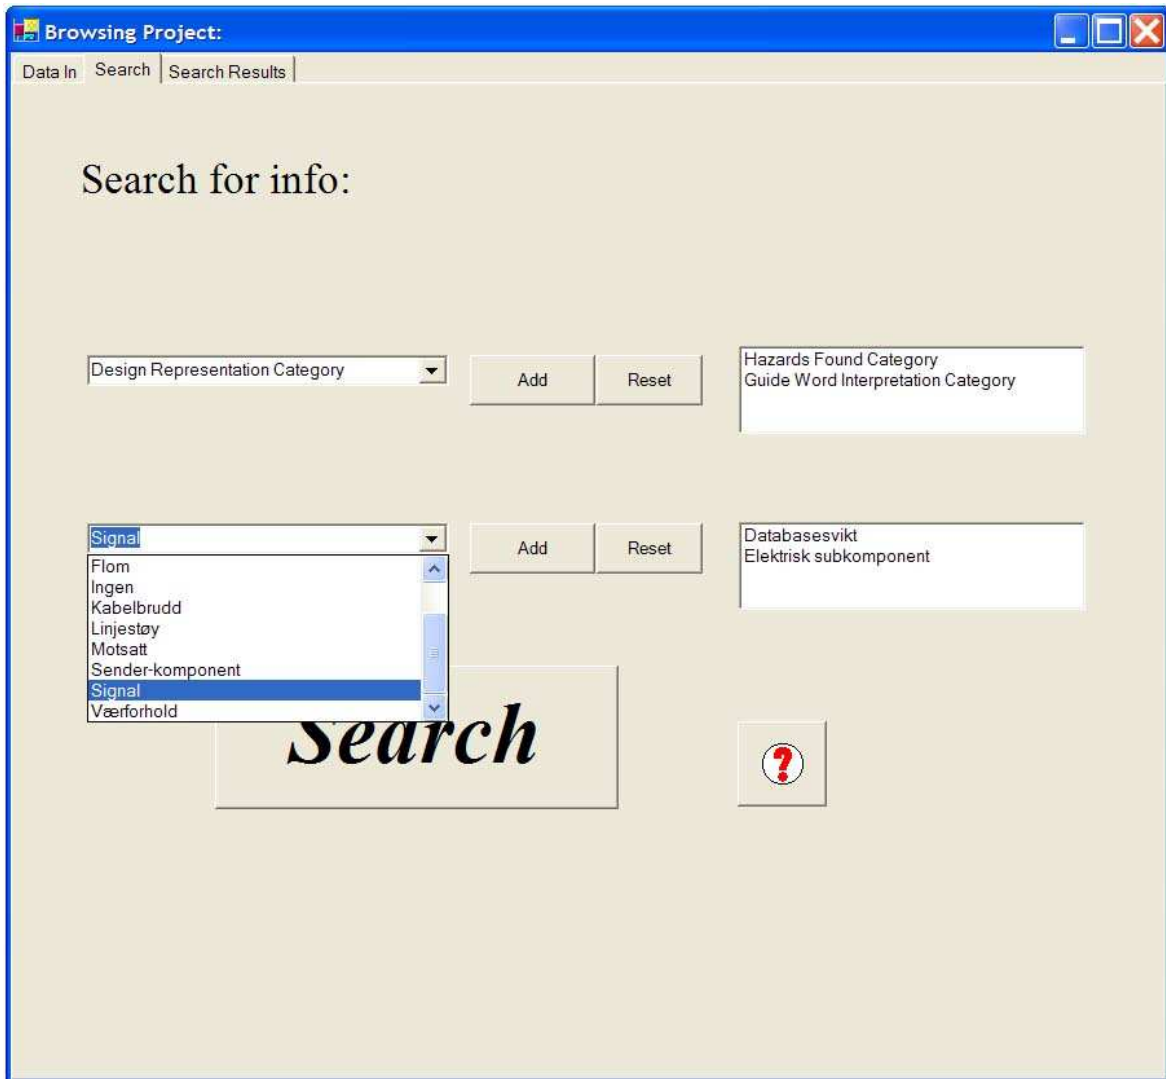 Browsing Project:
Data In Search Search Results
Search for info:
Design Representation Category
Add
Reset
Hazards Found Category
Guide Word Interpretation Category
Signal
Add
Reset
Databasesvikt
Elektrisk subkomponent
Flom
Ingen
Kabelbrudd
Linjestøy
Motsatt
Sender-komponent
Signal
Værforhold
Search
?